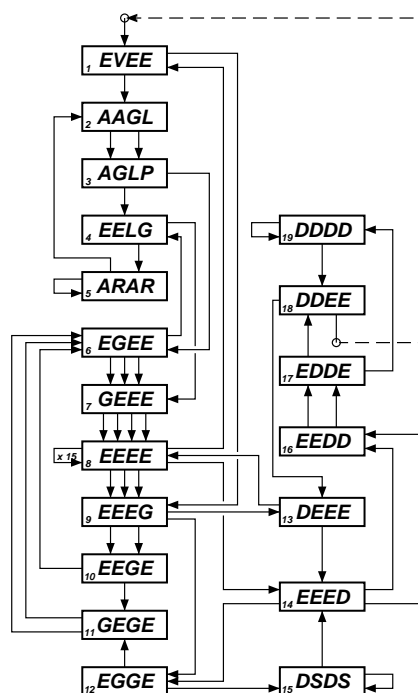 1 EVEE
2 AAGL
3 AGLP
4 EELG
5 ARAR
6 EGEE
7 GEEE
x 15
8 EEEE
9 EEEG
10 EEGE
11 GEGE
12 EGGE
19 DDDD
18 DDEE
17 EDDE
16 EEDD
13 DEEE
14 EEED
15 DSDS